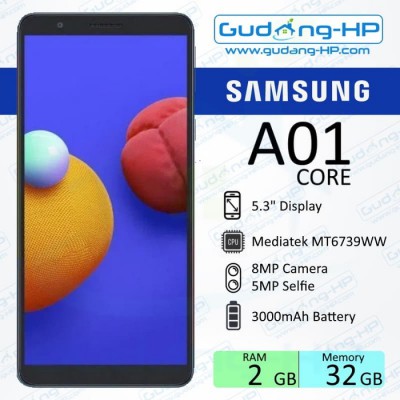 Gudang-HP
www.gudang-HP.com
SAMSUNG
A01
CORE
5.3" Display
CPU
Mediatek MT6739WW
8MP Camera
5MP Selfie
3000mAh Battery
RAM
2 GB
Memory
32 GB